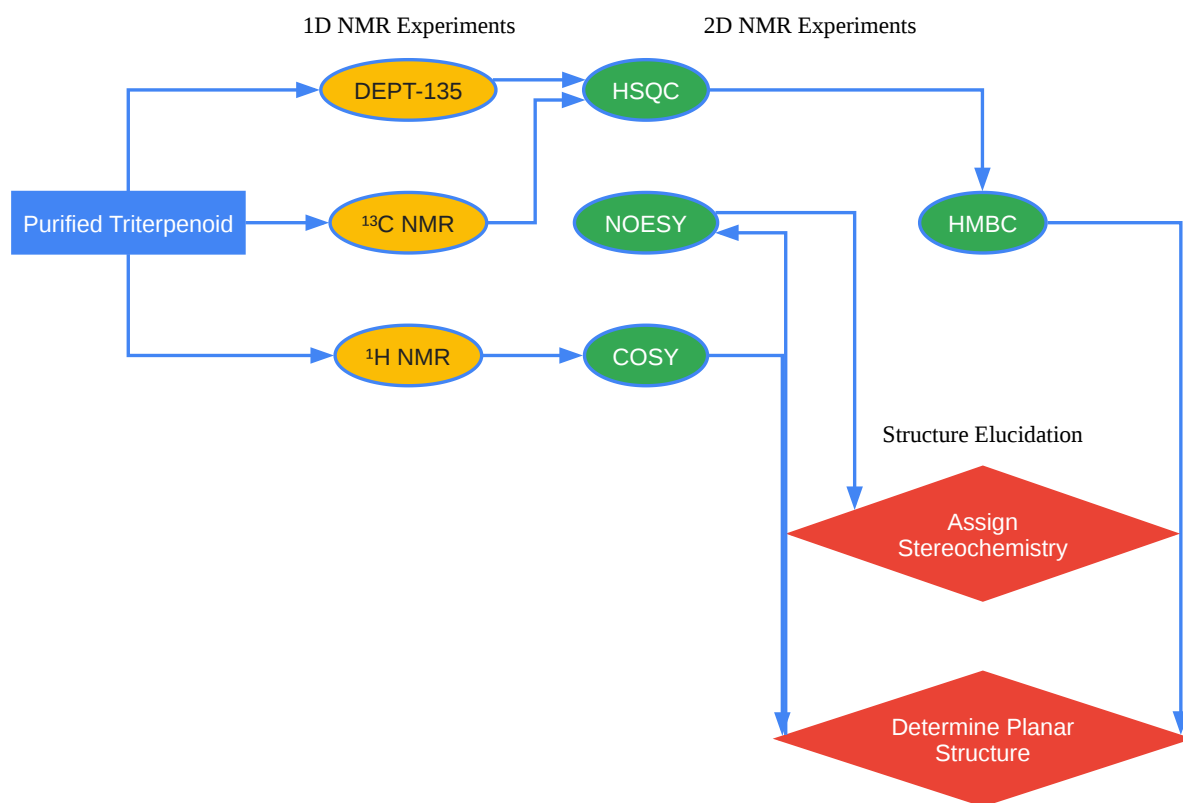 1D NMR Experiments
2D NMR Experiments
DEPT-135
HSQC
Purified Triterpenoid
¹³C NMR
NOESY
HMBC
¹H NMR
COSY
Structure Elucidation
Assign
Stereochemistry
Determine Planar
Structure